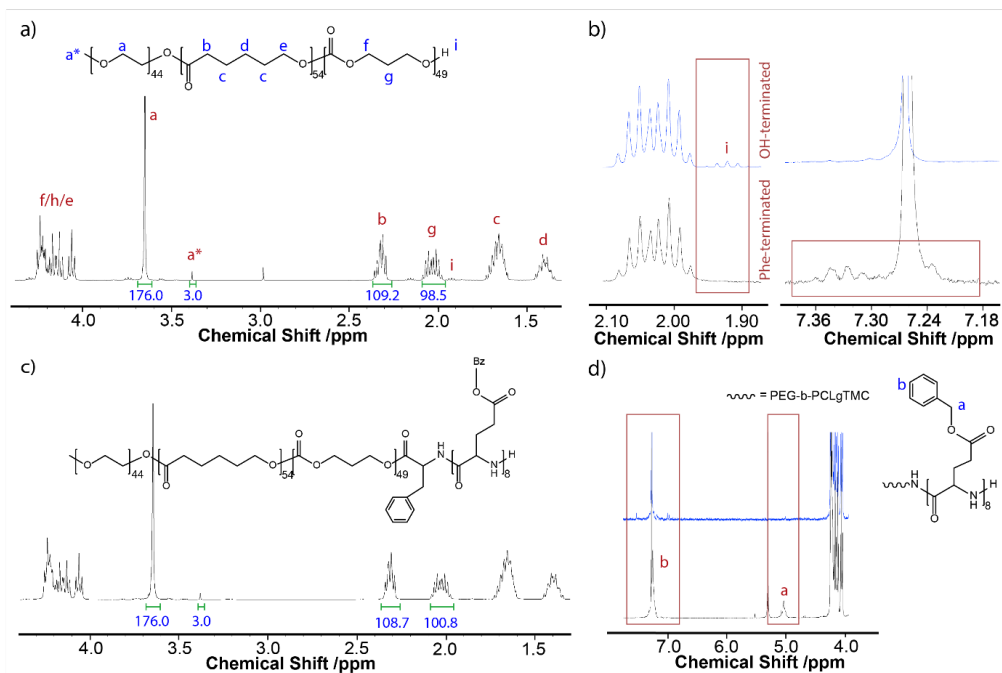 a)
a* a b d e f i
c c g
O O O O O O O H
44 54 49
a
f/h/e
a*
b
g
i
c
d
176.0 3.0 109.2 98.5
4.0 3.5 3.0 2.5 2.0 1.5
Chemical Shift /ppm
b)
OH-terminated
Phe-terminated
i
2.10 2.00 1.90
Chemical Shift /ppm
7.36 7.30 7.24 7.18
Chemical Shift /ppm
c)
Bz
O O
O O O O O O O H N
44 54 49 O N H H
8
176.0 3.0 108.7 100.8
4.0 3.5 3.0 2.5 2.0 1.5
Chemical Shift /ppm
d)
= PEG-b-PCLgTMC
b
a
O O
N H N H H
O 8
b
a
7.0 6.0 5.0 4.0
Chemical Shift /ppm